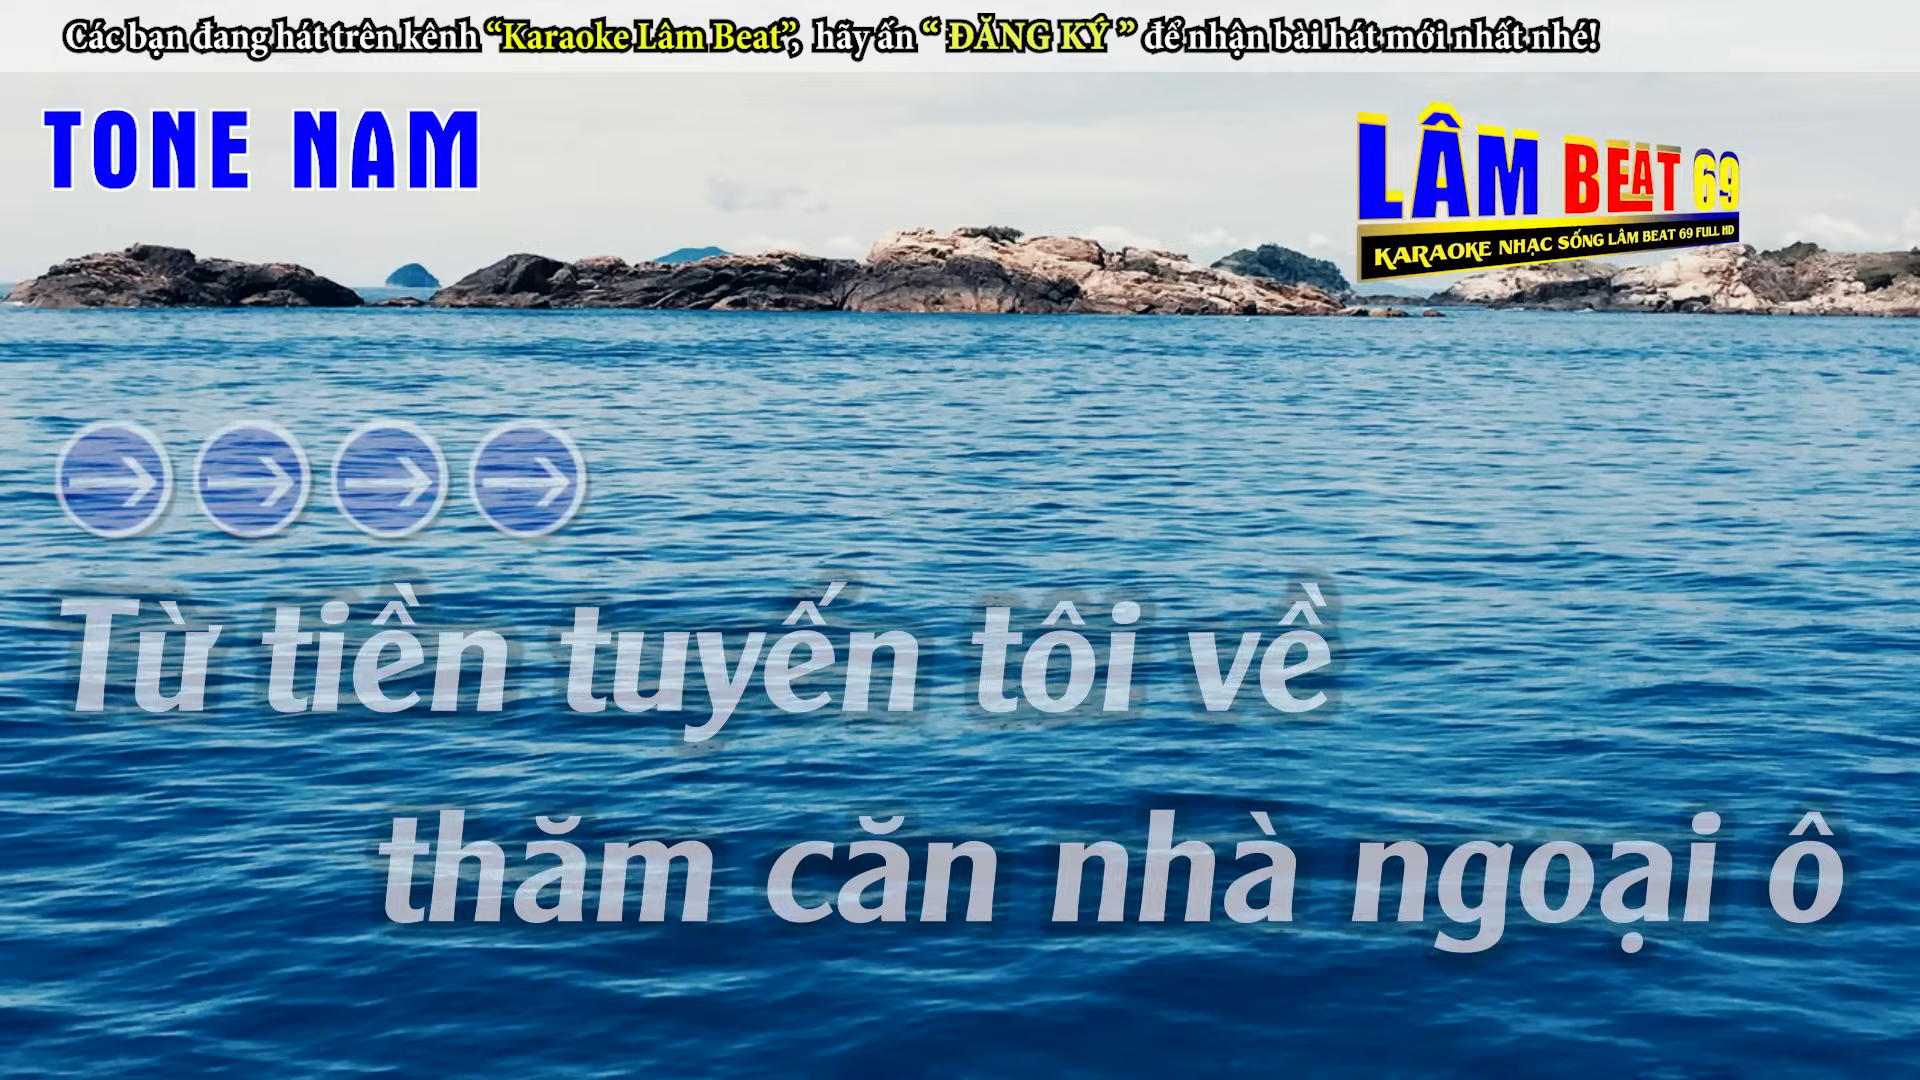 Các bạn đang hát trên kênh “Karaoke Lâm Beat”, hãy ấn “ ĐĂNG KÝ ” để nhận bài hát mới nhất nhé!
TONE NAM
LÂM BEAT 69
KARAOKE NHẠC SỐNG LÂM BEAT 69 FULL HD
Từ tiền tuyến tôi về
thăm căn nhà ngoại ô